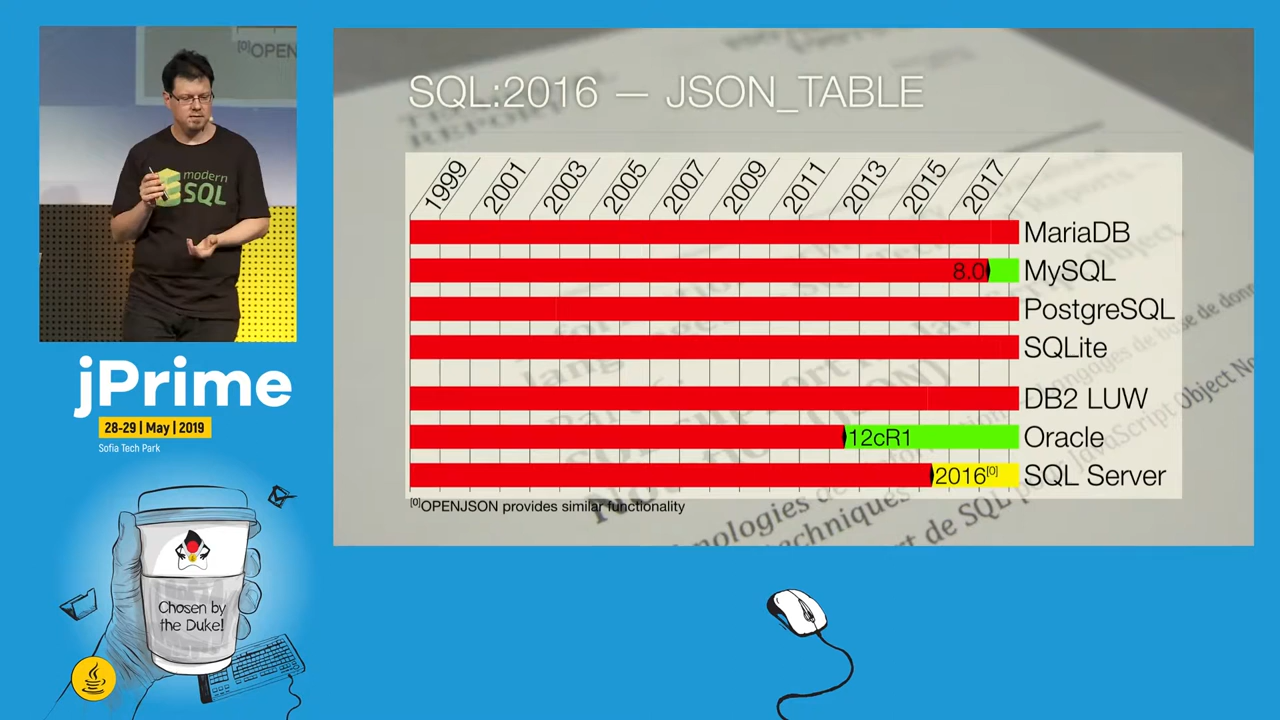 [0]OPEN
modern
SQL
jPrime
28-29 | May | 2019
Sofia Tech Park
Chosen by
the Duke!
SQL:2016 — JSON_TABLE
1999
2001
2003
2005
2007
2009
2011
2013
2015
2017
MariaDB
8.0
MySQL
PostgreSQL
SQLite
DB2 LUW
12cR1
Oracle
2016[0]
SQL Server
[0]OPENJSON provides similar functionality
REPORT